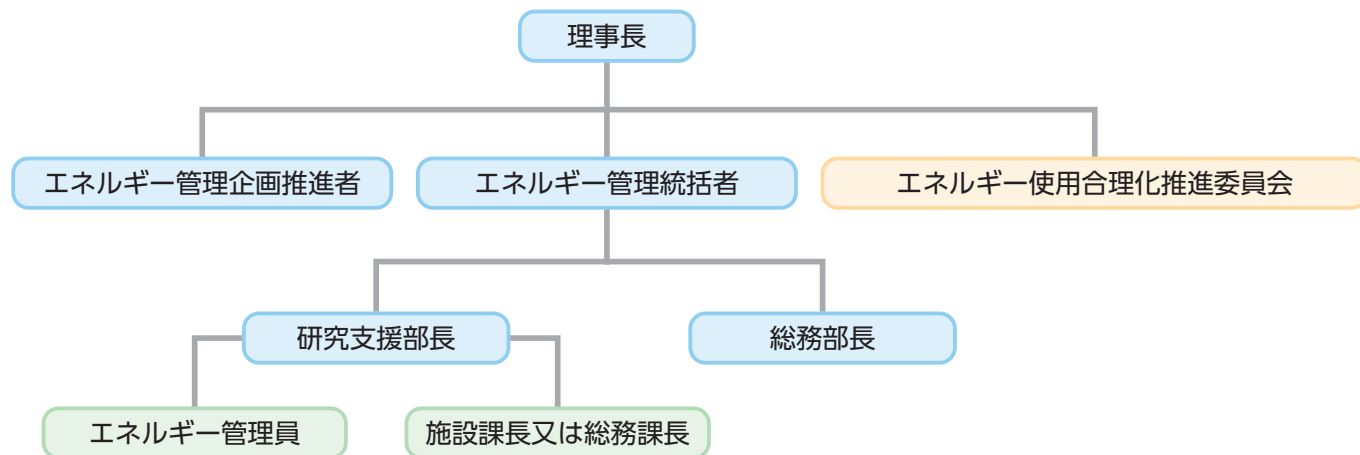 理事長
エネルギー管理企画推進者
エネルギー管理統括者
エネルギー使用合理化推進委員会
研究支援部長
総務部長
エネルギー管理員
施設課長又は総務課長